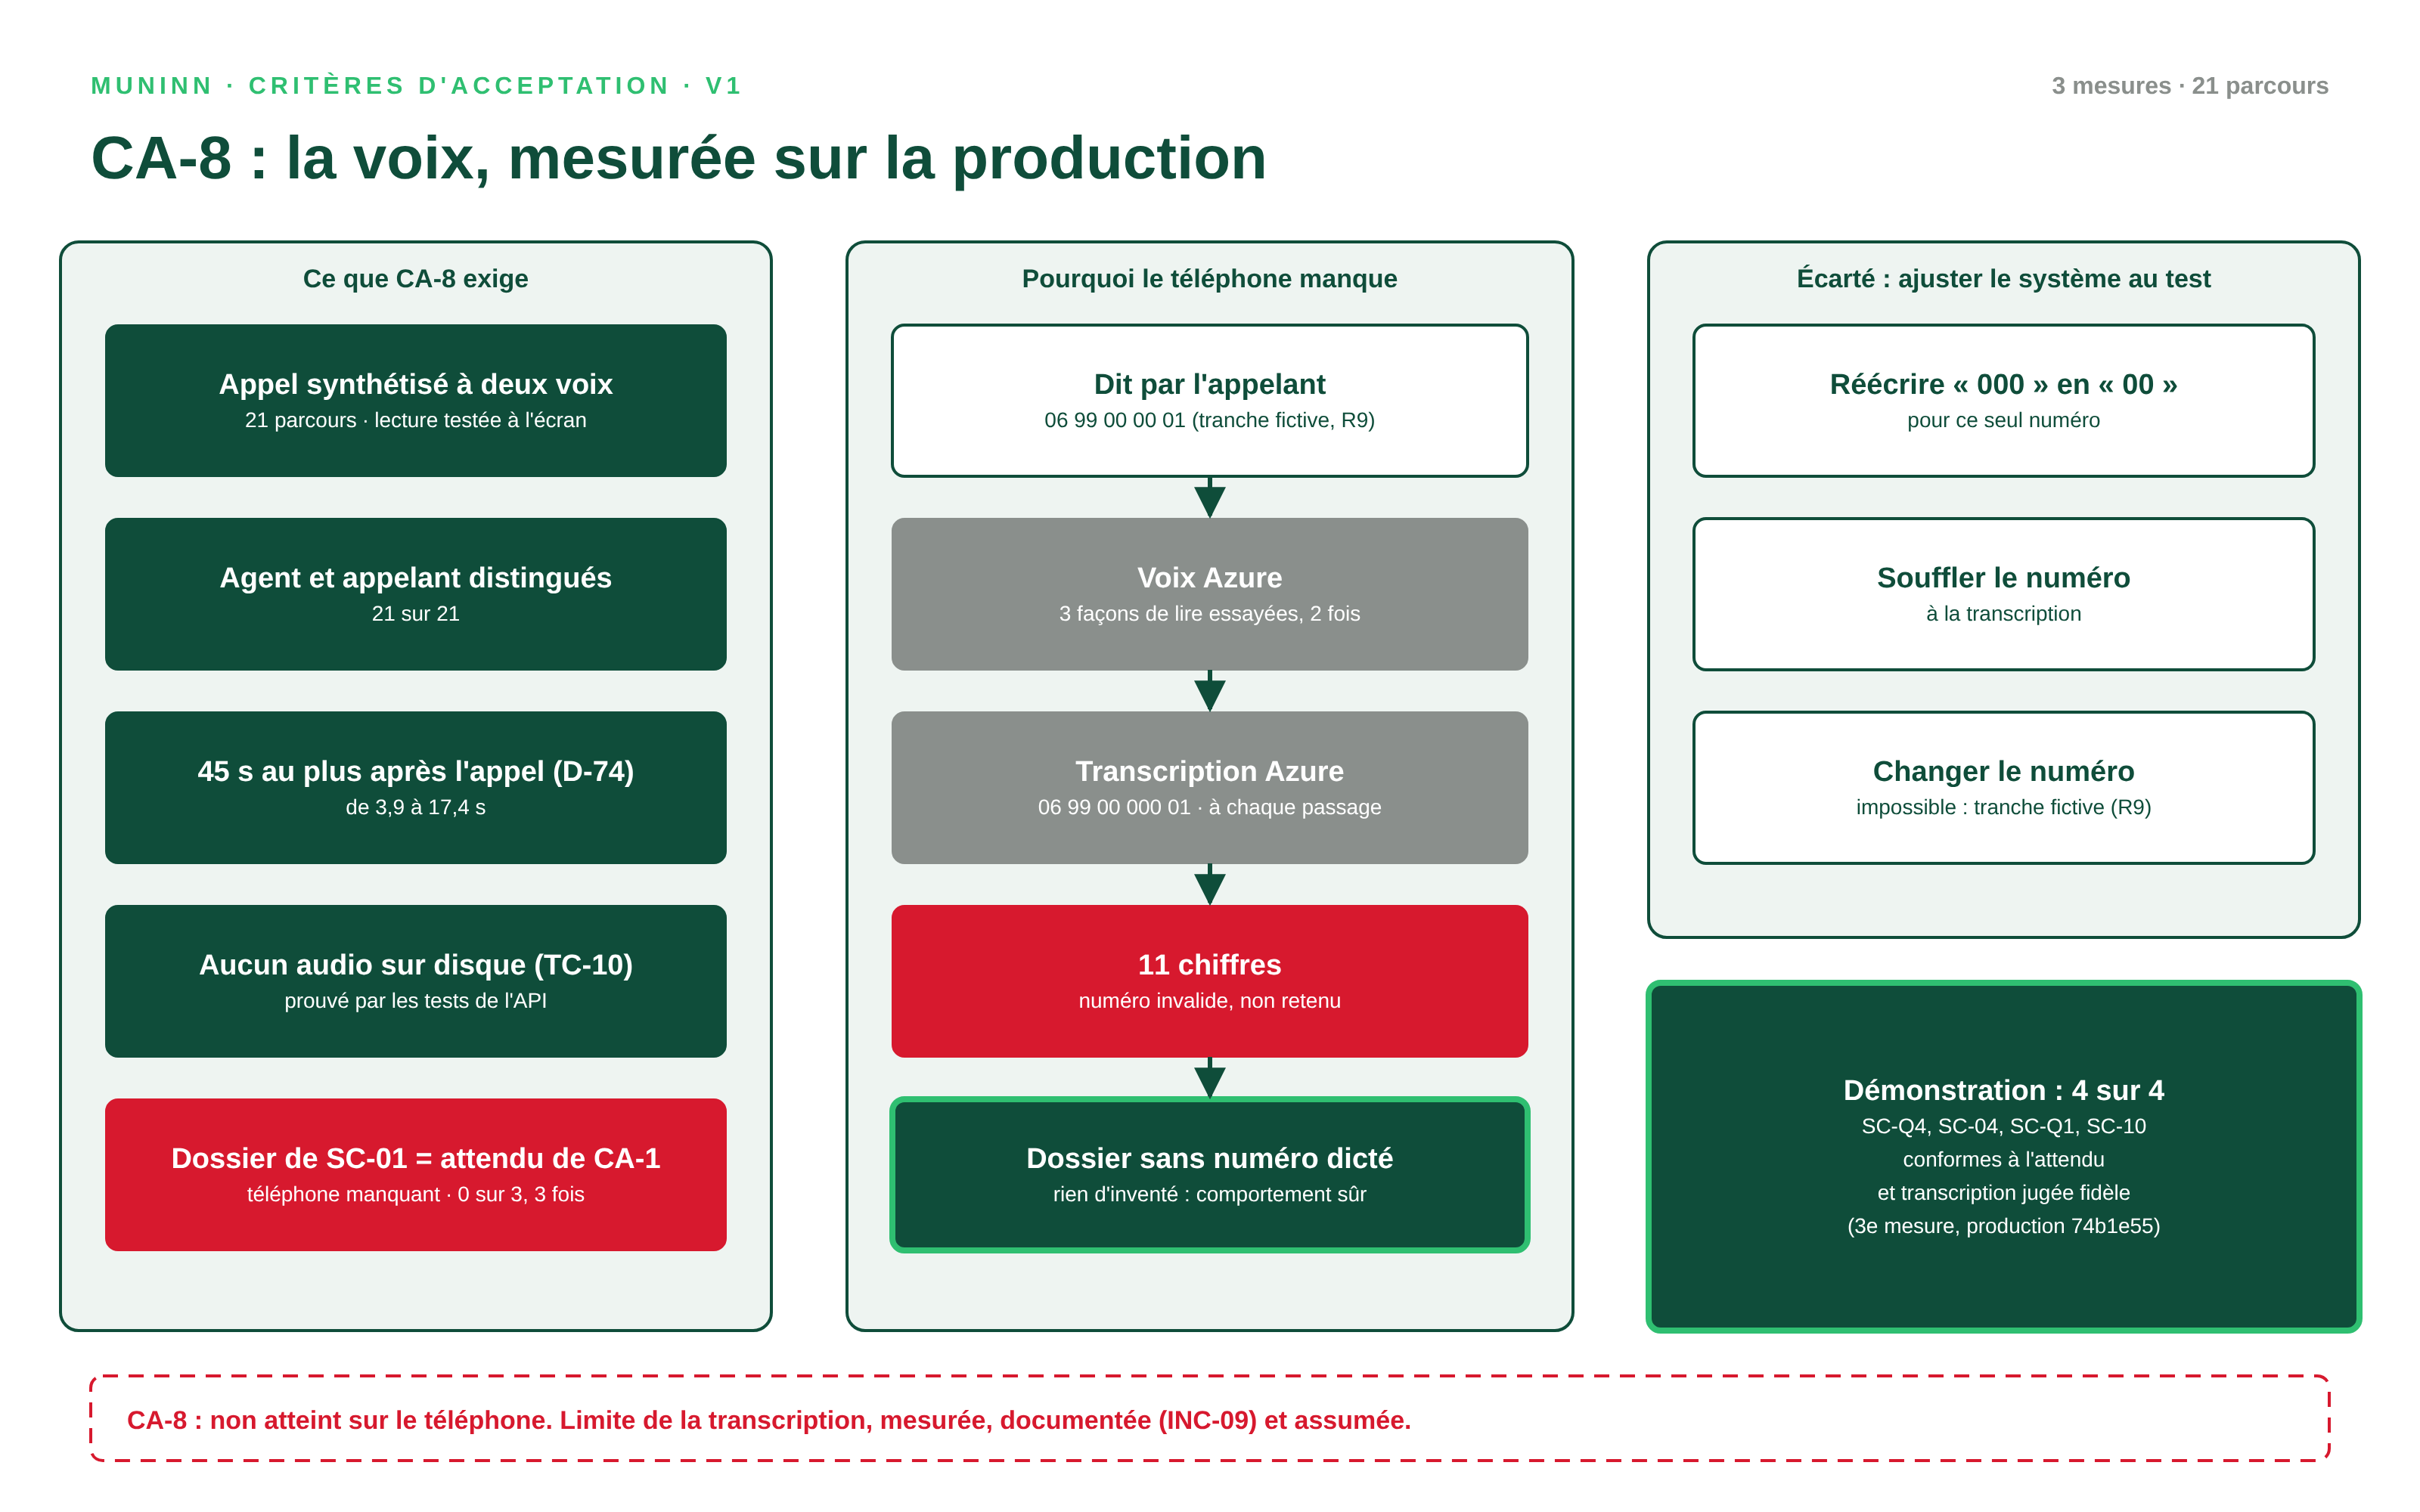 MUNINN · CRITÈRES D'ACCEPTATION · V1
3 mesures · 21 parcours
CA-8 : la voix, mesurée sur la production
Ce que CA-8 exige
Appel synthétisé à deux voix
21 parcours · lecture testée à l'écran
Agent et appelant distingués
21 sur 21
45 s au plus après l'appel (D-74)
de 3,9 à 17,4 s
Aucun audio sur disque (TC-10)
prouvé par les tests de l'API
Dossier de SC-01 = attendu de CA-1
téléphone manquant · 0 sur 3, 3 fois
Pourquoi le téléphone manque
Dit par l'appelant
06 99 00 00 01 (tranche fictive, R9)
Voix Azure
3 façons de lire essayées, 2 fois
Transcription Azure
06 99 00 000 01 · à chaque passage
11 chiffres
numéro invalide, non retenu
Dossier sans numéro dicté
rien d'inventé : comportement sûr
Écarté : ajuster le système au test
Réécrire « 000 » en « 00 »
pour ce seul numéro
Souffler le numéro
à la transcription
Changer le numéro
impossible : tranche fictive (R9)
Démonstration : 4 sur 4
SC-Q4, SC-04, SC-Q1, SC-10
conformes à l'attendu
et transcription jugée fidèle
(3e mesure, production 74b1e55)
CA-8 : non atteint sur le téléphone. Limite de la transcription, mesurée, documentée (INC-09) et assumée.